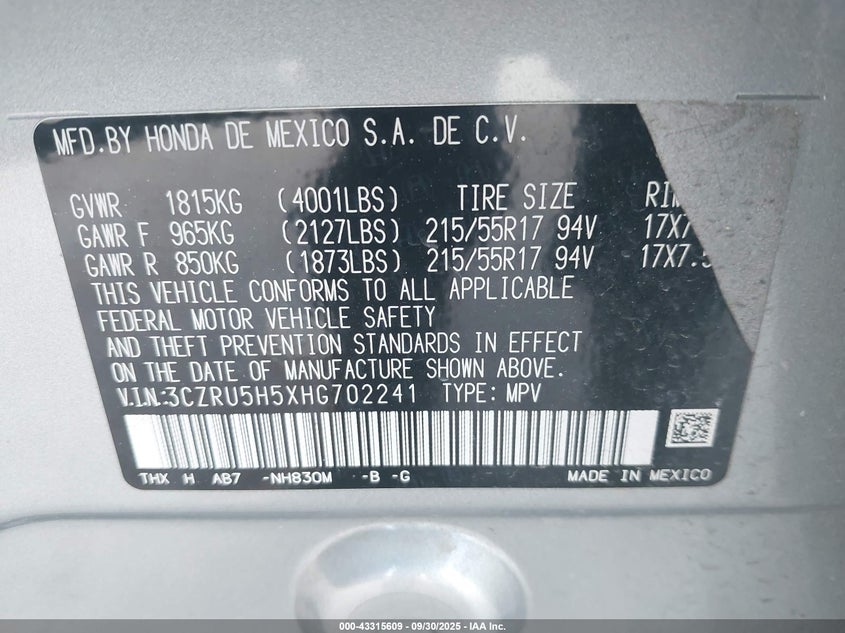 MFD.BY HONDA DE MEXICO S.A. DE C.V.
GVWR 1815KG (4001LBS) TIRE SIZE
GAWR F 965KG (2127LBS) 215/55R17 94V
GAWR R 850KG (1873LBS) 215/55R17 94V
THIS VEHICLE CONFORMS TO ALL APPLICABLE
FEDERAL MOTOR VEHICLE SAFETY
AND THEFT PREVENTION STANDARDS IN EFFECT
ON THE DATE OF MANUFACTURE SHOWN ABOVE.
V.I.N.:3CZRU5H5XHG702241 TYPE: MPV
THX H AB7 -NH830M -B -G MADE IN MEXICO
000-43315609 - 09/30/2025 - IAA Inc.